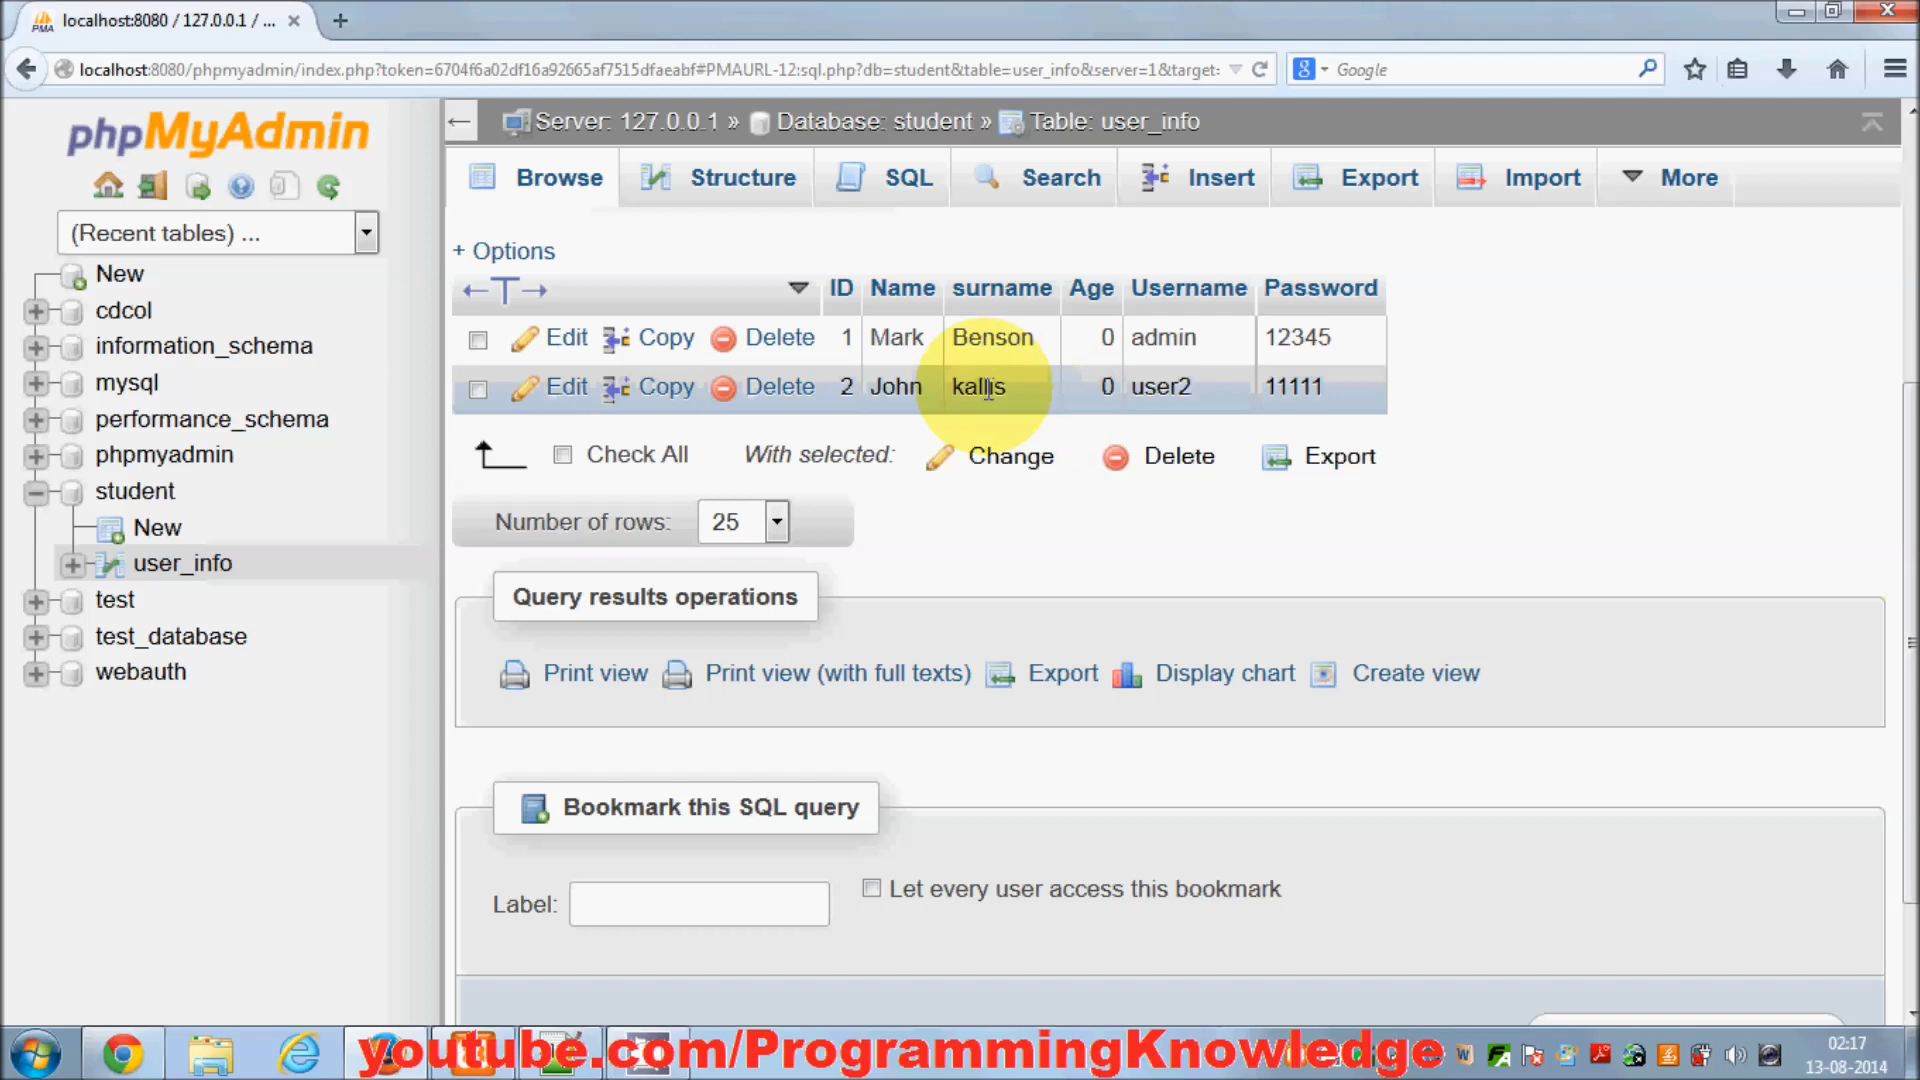 localhost:8080 / 127.0.0.1 / ...
localhost:8080/phpmyadmin/index.php?token=6704f6a02df16a92665af7515dfaeabf#PMAURL-12:sql.php?db=student&table=user_info&server=1&target:
Google
phpMyAdmin
(Recent tables) ...
New
cdcol
information_schema
mysql
performance_schema
phpmyadmin
student
New
user_info
test
test_database
webauth
Server: 127.0.0.1 » Database: student » Table: user_info
Browse Structure SQL Search Insert Export Import More
+ Options
ID Name surname Age Username Password
Edit Copy Delete 1 Mark Benson 0 admin 12345
Edit Copy Delete 2 John kallis 0 user2 11111
Check All With selected: Change Delete Export
Number of rows: 25
Query results operations
Print view Print view (with full texts) Export Display chart Create view
Bookmark this SQL query
Label: Let every user access this bookmark
youtube.com/ProgrammingKnowledge
02:17
13-08-2014